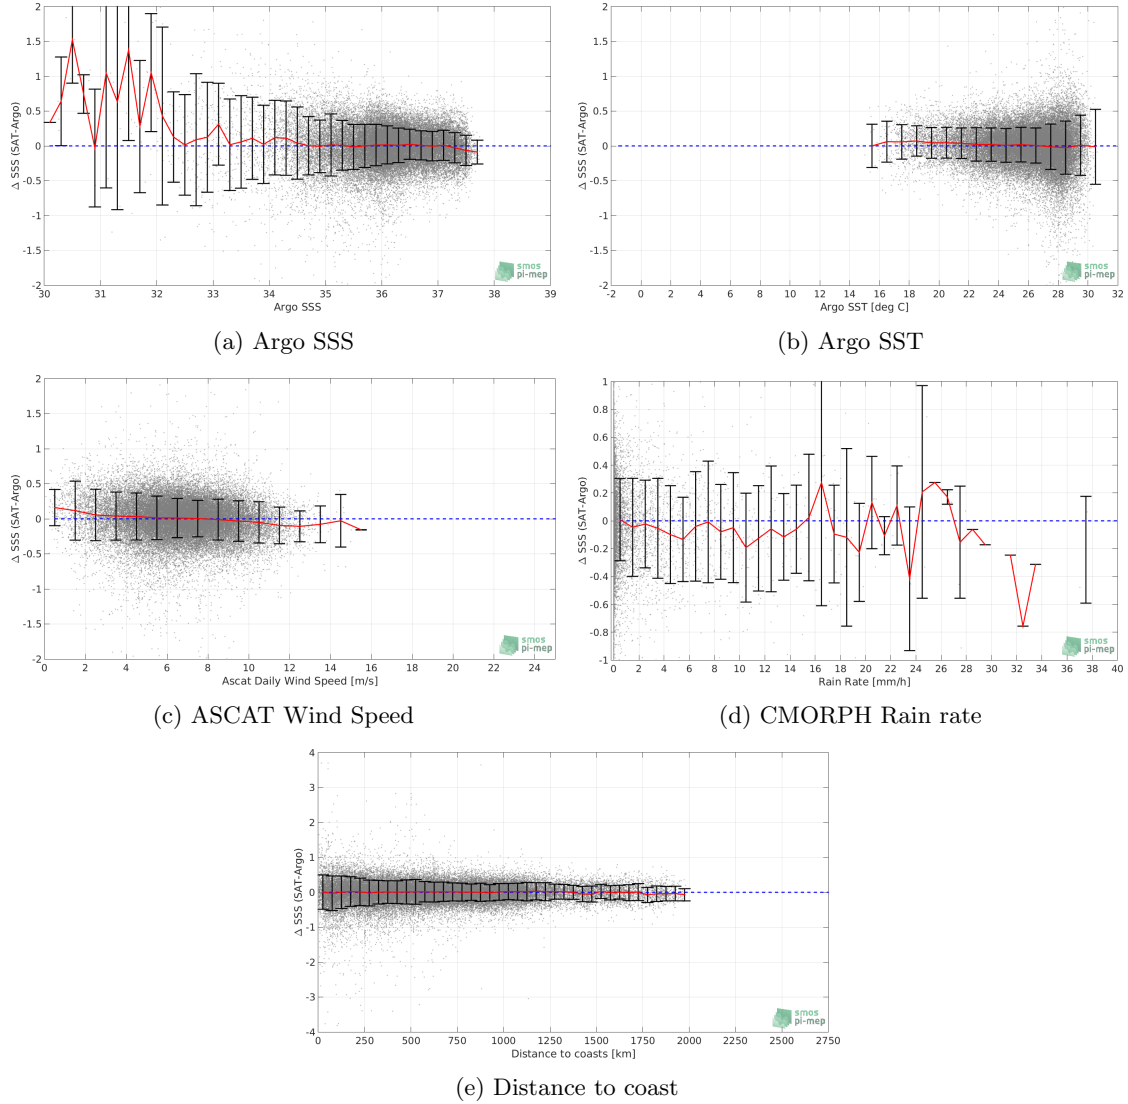 2
1.5
1
0.5
0
-0.5
-1
-1.5
-2
Δ SSS (SAT-Argo)
30 31 32 33 34 35 36 37 38 39
Argo SSS
smos
pi-mep
(a) Argo SSS
2
1.5
1
0.5
0
-0.5
-1
-1.5
-2
Δ SSS (SAT-Argo)
-2 0 2 4 6 8 10 12 14 16 18 20 22 24 26 28 30 32
Argo SST [deg C]
smos
pi-mep
(b) Argo SST
2
1.5
1
0.5
0
-0.5
-1
-1.5
-2
Δ SSS (SAT-Argo)
0 2 4 6 8 10 12 14 16 18 20 22 24
Ascat Daily Wind Speed [m/s]
smos
pi-mep
(c) ASCAT Wind Speed
1
0.8
0.6
0.4
0.2
0
-0.2
-0.4
-0.6
-0.8
-1
Δ SSS (SAT-Argo)
0 2 4 6 8 10 12 14 16 18 20 22 24 26 28 30 32 34 36 38 40
Rain Rate [mm/h]
smos
pi-mep
(d) CMORPH Rain rate
4
3
2
1
0
-1
-2
-3
-4
Δ SSS (SAT-Argo)
0 250 500 750 1000 1250 1500 1750 2000 2250 2500 2750
Distance to coasts [km]
smos
pi-mep
(e) Distance to coast